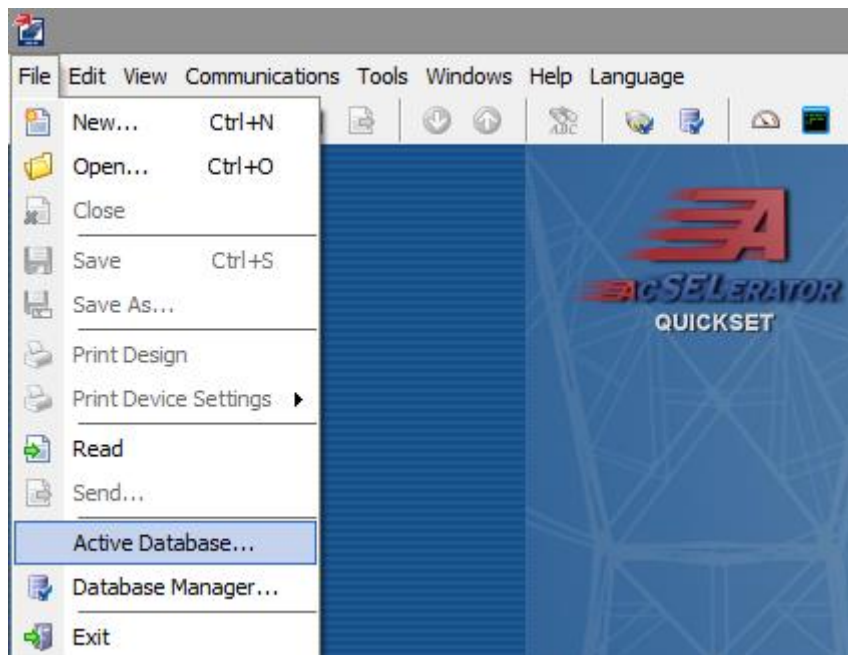 File Edit View Communications Tools Windows Help Language
ABC
New... Ctrl+N
Open... Ctrl+O
Close
Save Ctrl+S
Save As...
Print Design
Print Device Settings
Read
Send...
Active Database...
Database Manager...
Exit
A
ACSELERATOR
QUICKSET